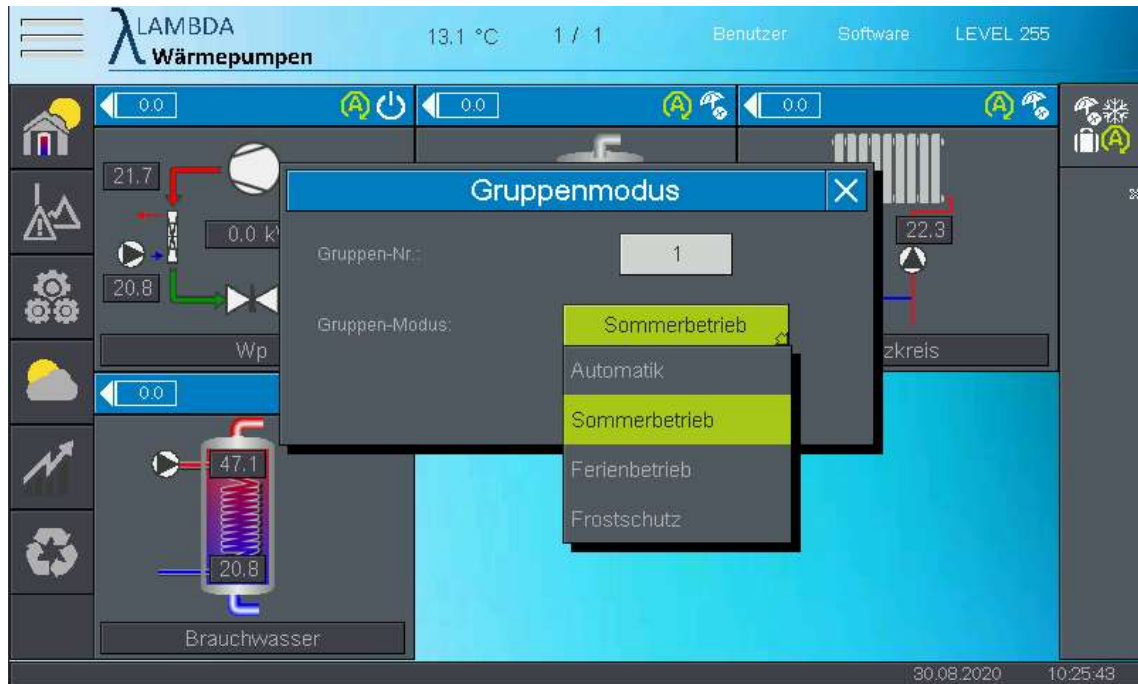 LAMBDA
Wärmepumpen
13.1 °C 1 / 1 Benutzer Software LEVEL 255
0.0
0.0
0.0
21.7
0.0
20.8
Wp
Gruppenmodus
Gruppen-Nr.: 1
Gruppen-Modus: Sommerbetrieb
Automatik
Sommerbetrieb
Ferienbetrieb
Frostschutz
22.3
0.0
47.1
20.8
Brauchwasser
30.08.2020 10:25:43